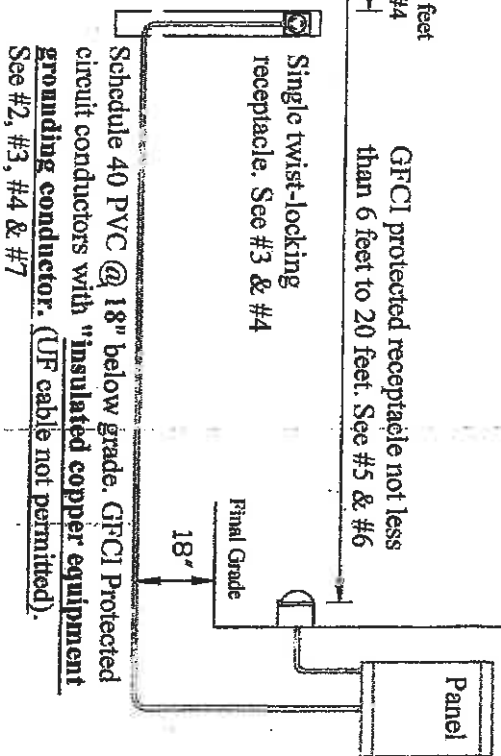 feet
#4
GFCI protected receptacle not less
than 6 feet to 20 feet. See #5 & #6
Single twist-locking
receptacle. See #3 & #4
Panel
Final Grade
18"
Schedule 40 PVC @ 18" below grade. GFCI Protected
circuit conductors with "insulated copper equipment
grounding conductor. (UF cable not permitted).
See #2, #3, #4 & #7